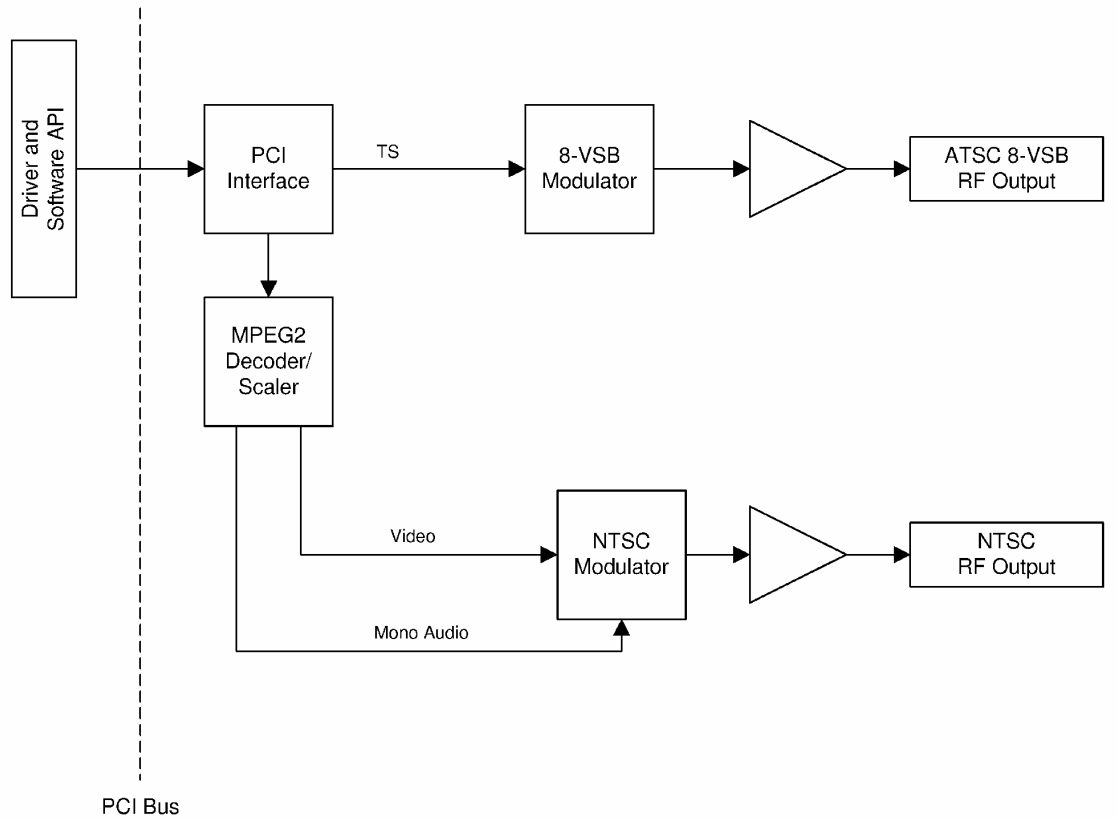 Driver and
Software API
PCI
Interface
TS
8-VSB
Modulator
ATSC 8-VSB
RF Output
MPEG2
Decoder/
Scaler
Video
NTSC
Modulator
NTSC
RF Output
Mono Audio
PCI Bus